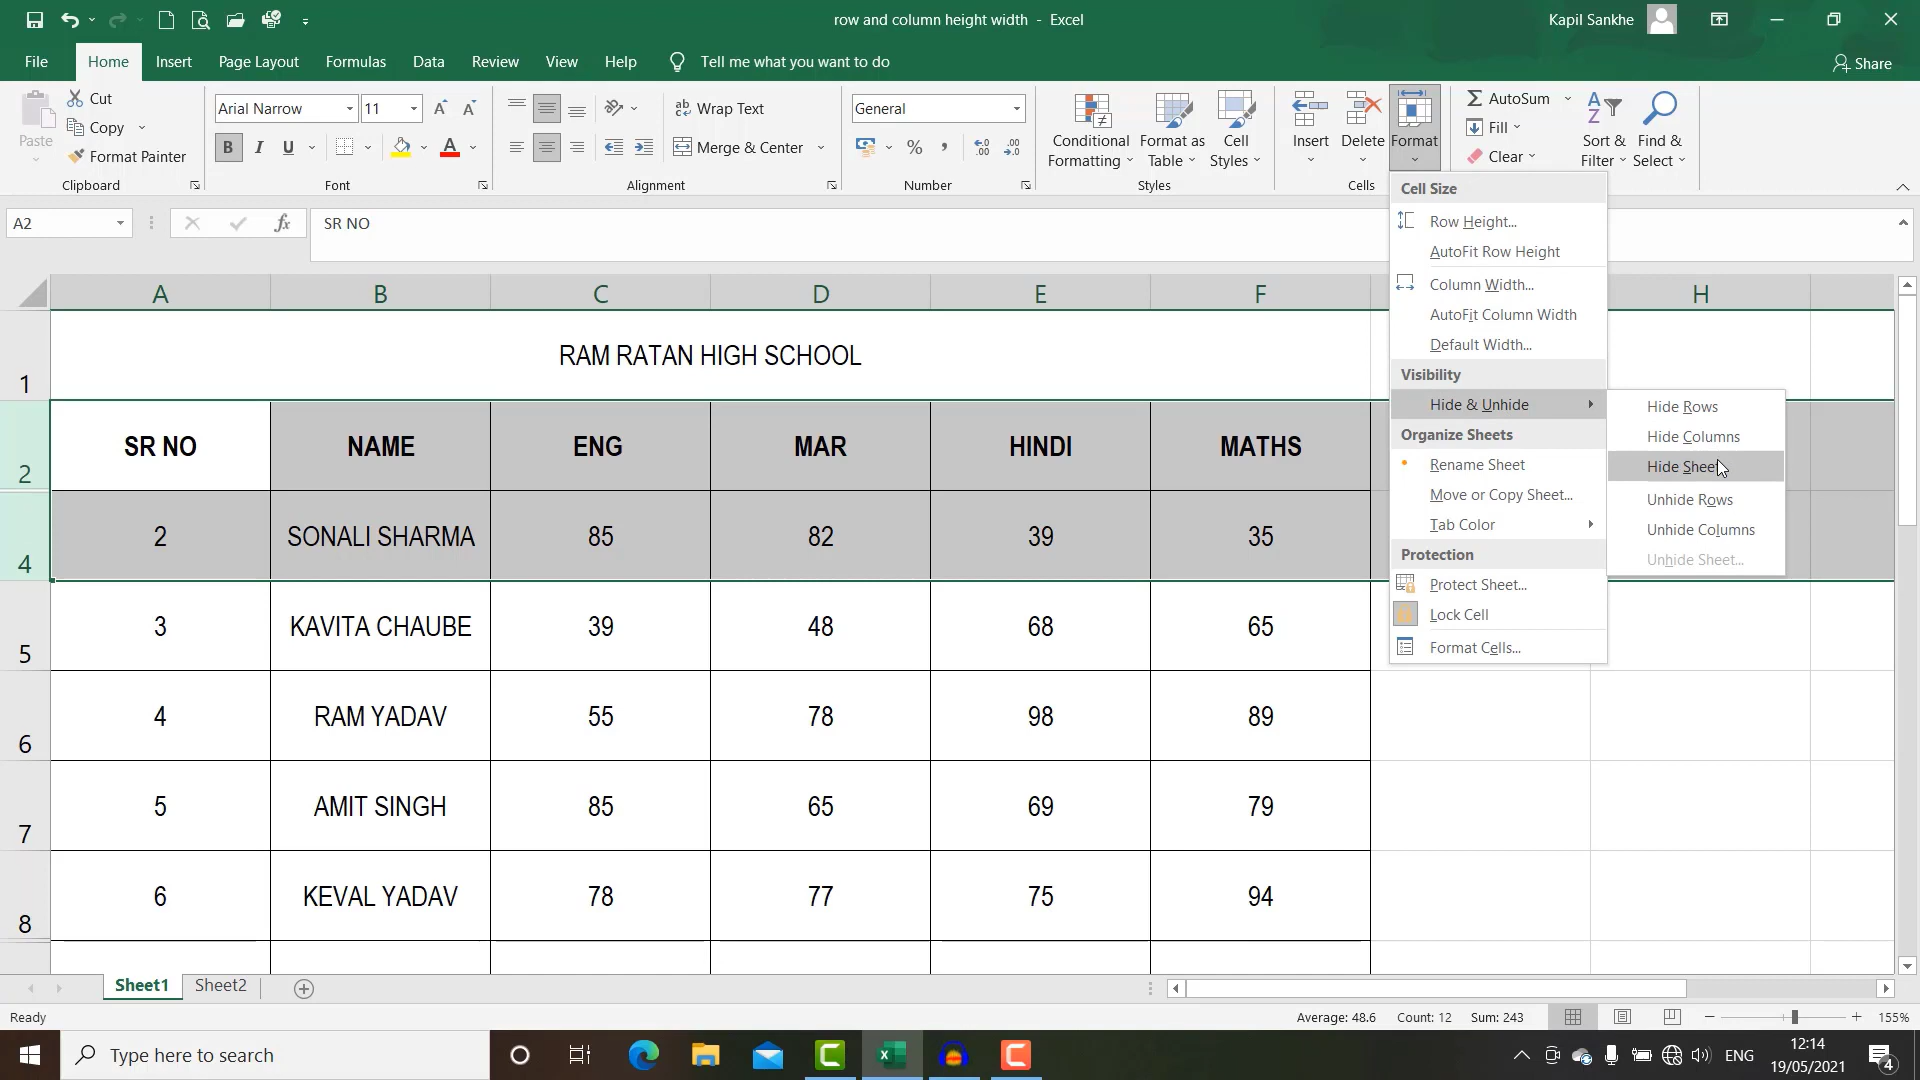 row and column height width - Excel
Kapil Sankhe
File Home Insert Page Layout Formulas Data Review View Help Tell me what you want to do
Share
Paste
Cut
Copy
Format Painter
Clipboard
Arial Narrow 11
B I U
Font
Wrap Text
Merge & Center
Alignment
General
%
Number
Conditional Formatting
Format as Table
Cell Styles
Styles
Insert
Delete
Format
Cells
AutoSum
Fill
Clear
Sort & Filter
Find & Select
A2
fx
SR NO
Cell Size
Row Height...
AutoFit Row Height
Column Width...
AutoFit Column Width
Default Width...
Visibility
Hide & Unhide
Organize Sheets
Rename Sheet
Move or Copy Sheet...
Tab Color
Protection
Protect Sheet...
Lock Cell
Format Cells...
Hide Rows
Hide Columns
Hide Sheet
Unhide Rows
Unhide Columns
Unhide Sheet...
A B C D E F H
1 RAM RATAN HIGH SCHOOL
2 SR NO NAME ENG MAR HINDI MATHS
4 2 SONALI SHARMA 85 82 39 35
5 3 KAVITA CHAUBE 39 48 68 65
6 4 RAM YADAV 55 78 98 89
7 5 AMIT SINGH 85 65 69 79
8 6 KEVAL YADAV 78 77 75 94
Sheet1 Sheet2
Ready
Average: 48.6 Count: 12 Sum: 243
155%
Type here to search
ENG
12:14
19/05/2021
4